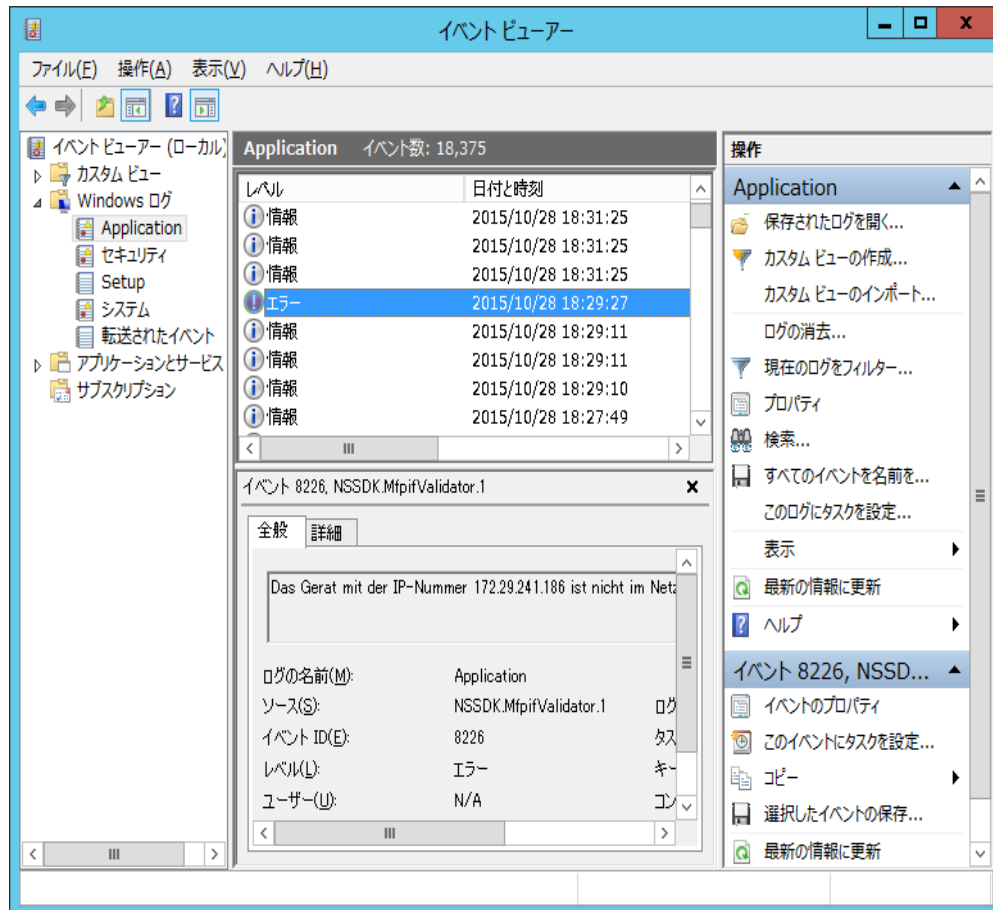 イベント ビューアー
ファイル(F) 操作(A) 表示(V) ヘルプ(H)
イベント ビューアー (ローカル)
カスタム ビュー
Windows ログ
Application
セキュリティ
Setup
システム
転送されたイベント
アプリケーションとサービス
サブスクリプション
Application イベント数: 18,375
レベル 日付と時刻
情報 2015/10/28 18:31:25
情報 2015/10/28 18:31:25
情報 2015/10/28 18:31:25
エラー 2015/10/28 18:29:27
情報 2015/10/28 18:29:11
情報 2015/10/28 18:29:11
情報 2015/10/28 18:29:10
情報 2015/10/28 18:27:49
イベント 8226, NSSDK.MfpifValidator.1
全般 詳細
Das Gerat mit der IP-Nummer 172.29.241.186 ist nicht im Netz
ログの名前(M): Application
ソース(S): NSSDK.MfpifValidator.1 ログ
イベント ID(E): 8226 タス
レベル(L): エラー キー
ユーザー(U): N/A コン
操作
Application
保存されたログを開く...
カスタム ビューの作成...
カスタム ビューのインポート...
ログの消去...
現在のログをフィルター...
プロパティ
検索...
すべてのイベントを名前を...
このログにタスクを設定...
表示
最新の情報に更新
ヘルプ
イベント 8226, NSSD...
イベントのプロパティ
このイベントにタスクを設定...
コピー
選択したイベントの保存...
最新の情報に更新